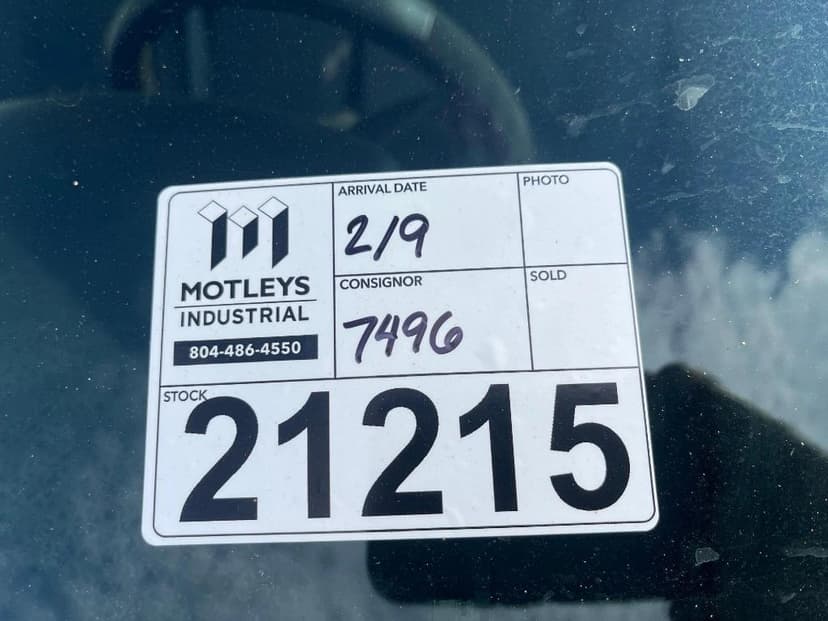 MOTLEYS
INDUSTRIAL
804-486-4550
ARRIVAL DATE
2/9
PHOTO
CONSIGNOR
7496
SOLD
STOCK
21215